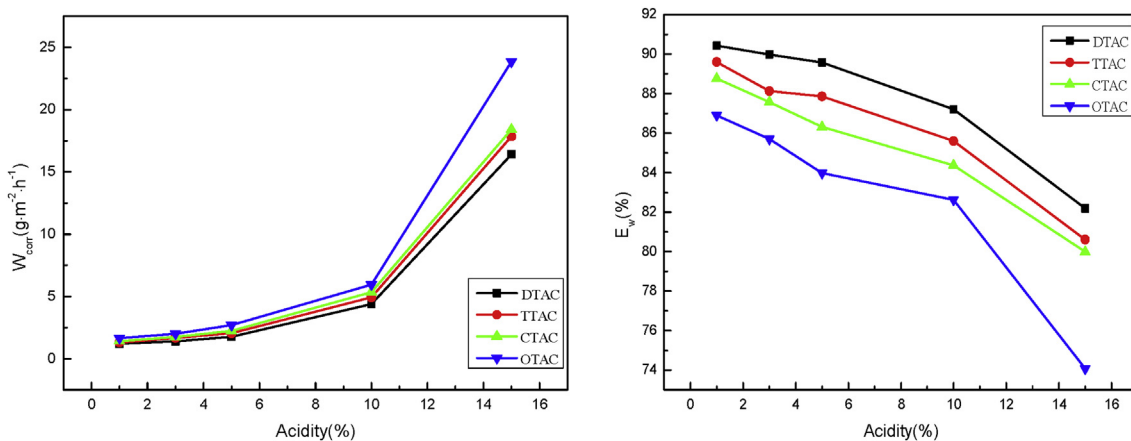 25
20
15
10
5
0
W_corr(g·m^-2·h^-1)
0 2 4 6 8 10 12 14 16
Acidity(%)
DTAC
TTAC
CTAC
OTAC
92
90
88
86
84
82
80
78
76
74
E_w(%)
0 2 4 6 8 10 12 14 16
Acidity(%)
DTAC
TTAC
CTAC
OTAC